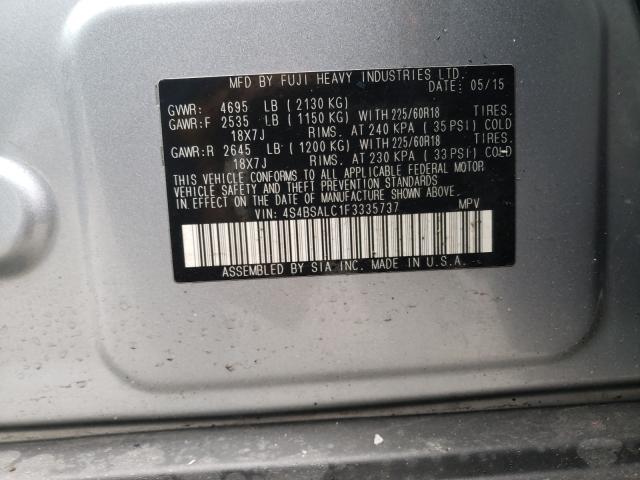 MFD BY FUJI HEAVY INDUSTRIES LTD.
DATE: 05/15
GVWR: 4695 LB ( 2130 KG)
GAWR:F 2535 LB ( 1150 KG) WITH 225/60R18 TIRES.
18X7J RIMS. AT 240 KPA ( 35 PSI) COLD
GAWR:R 2645 LB ( 1200 KG) WITH 225/60R18 TIRES.
18X7J RIMS. AT 230 KPA ( 33 PSI) COLD
THIS VEHICLE CONFORMS TO ALL APPLICABLE FEDERAL MOTOR
VEHICLE SAFETY AND THEFT PREVENTION STANDARDS
IN EFFECT ON THE DATE OF MANUFACTURE SHOWN ABOVE.
VIN: 4S4BSALC1F3335737 MPV
ASSEMBLED BY SIA INC. MADE IN U.S.A.